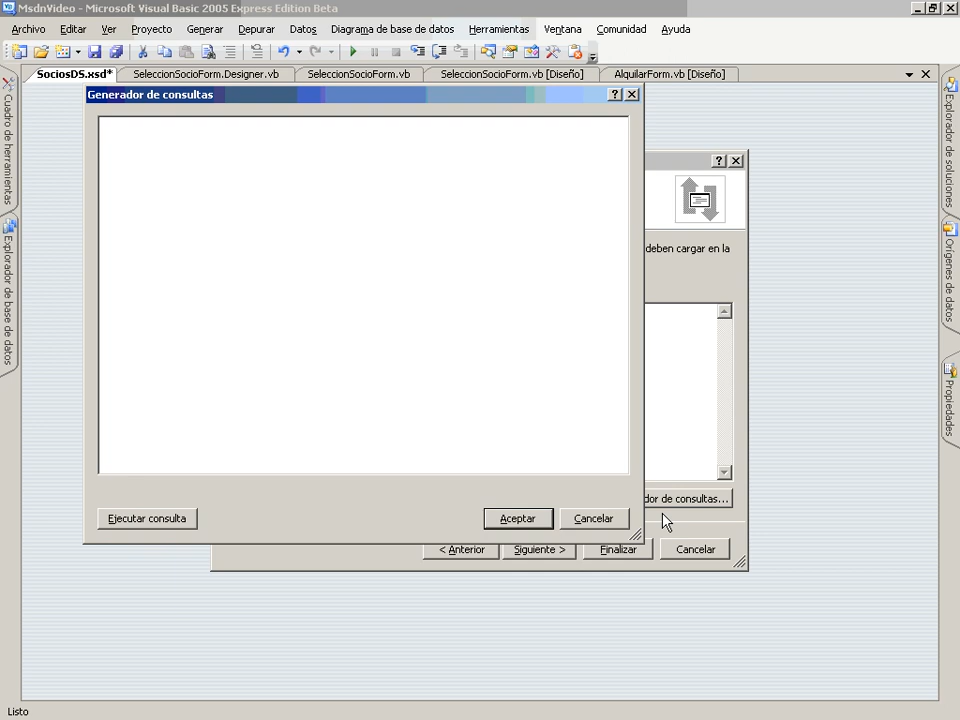 MsdnVideo - Microsoft Visual Basic 2005 Express Edition Beta
Archivo Editar Ver Proyecto Generar Depurar Datos Diagrama de base de datos Herramientas Ventana Comunidad Ayuda
SociosDS.xsd* SeleccionSocioForm.Designer.vb SeleccionSocioForm.vb SeleccionSocioForm.vb [Diseño] AlquilarForm.vb [Diseño]
Cuadro de herramientas
Explorador de base de datos
Generador de consultas
deben cargar en la
dor de consultas...
Ejecutar consulta Aceptar Cancelar
< Anterior Siguiente > Finalizar Cancelar
Explorador de soluciones
Orígenes de datos
Propiedades
Listo